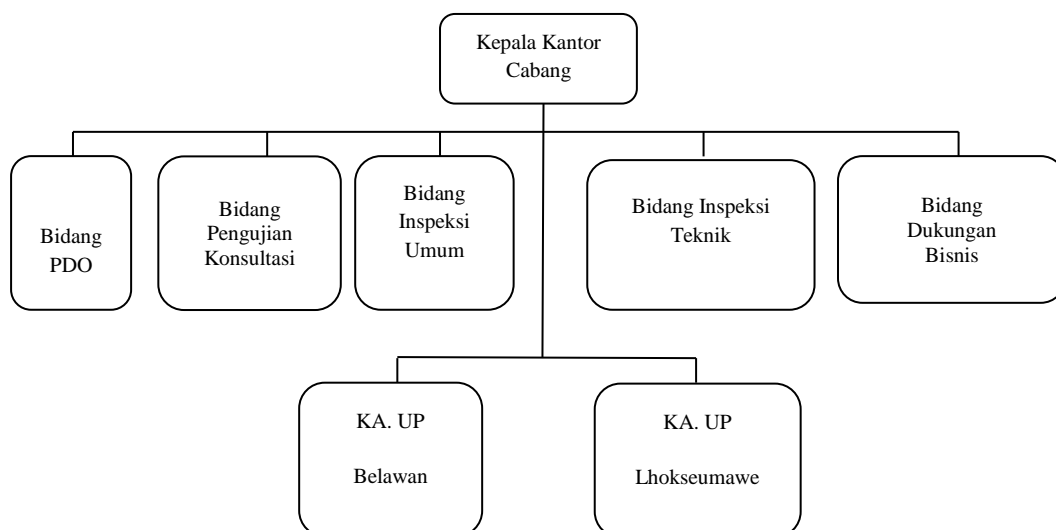 Kepala Kantor
Cabang
Bidang
PDO
Bidang
Pengujian
Konsultasi
Bidang
Inspeksi
Umum
Bidang Inspeksi
Teknik
Bidang
Dukungan
Bisnis
KA. UP
Belawan
KA. UP
Lhokseumawe